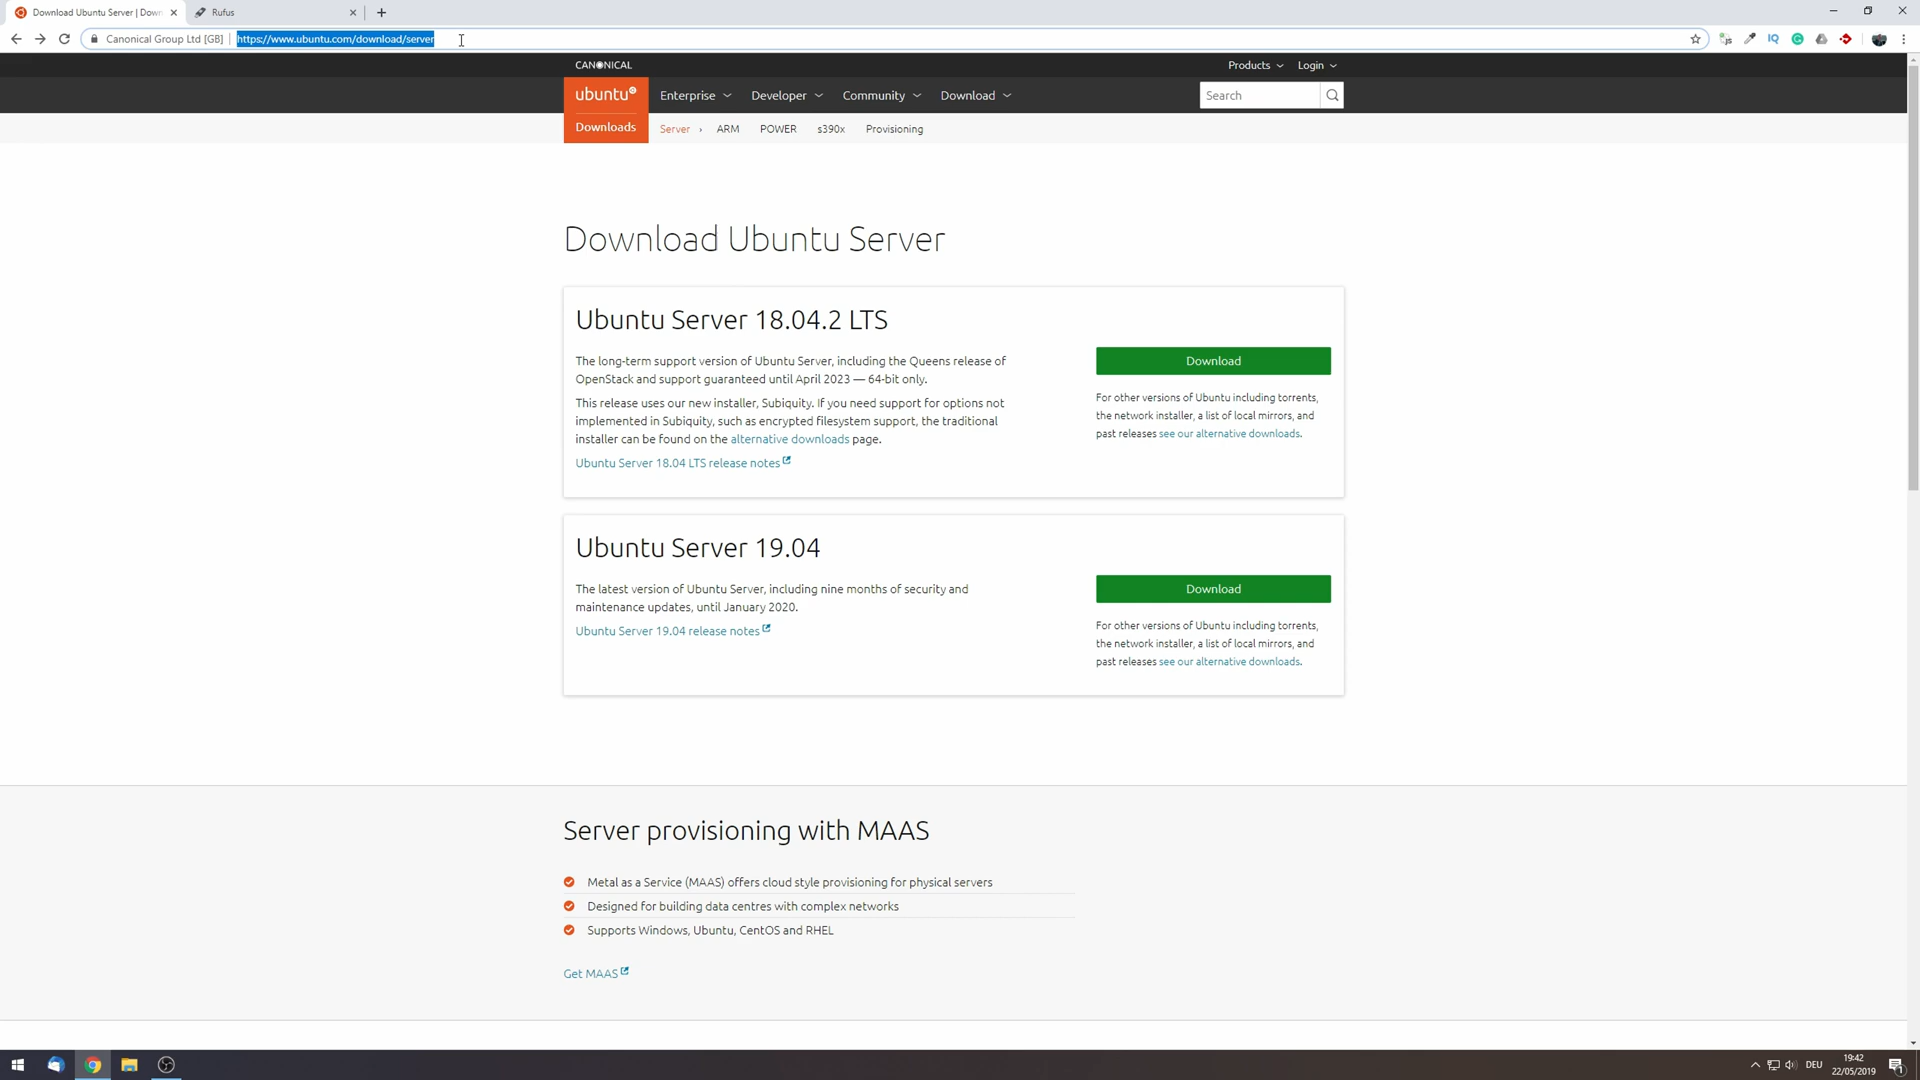 Download Ubuntu Server | Down
Rufus
Canonical Group Ltd [GB]
https://www.ubuntu.com/download/server
IQ
CANONICAL
Products
Login
ubuntu
Enterprise
Developer
Community
Download
Search
Downloads
Server
ARM
POWER
s390x
Provisioning
Download Ubuntu Server
Ubuntu Server 18.04.2 LTS
The long-term support version of Ubuntu Server, including the Queens release of
OpenStack and support guaranteed until April 2023 — 64-bit only.
This release uses our new installer, Subiquity. If you need support for options not
implemented in Subiquity, such as encrypted filesystem support, the traditional
installer can be found on the alternative downloads page.
Ubuntu Server 18.04 LTS release notes
Download
For other versions of Ubuntu including torrents,
the network installer, a list of local mirrors, and
past releases see our alternative downloads.
Ubuntu Server 19.04
The latest version of Ubuntu Server, including nine months of security and
maintenance updates, until January 2020.
Ubuntu Server 19.04 release notes
Download
For other versions of Ubuntu including torrents,
the network installer, a list of local mirrors, and
past releases see our alternative downloads.
Server provisioning with MAAS
Metal as a Service (MAAS) offers cloud style provisioning for physical servers
Designed for building data centres with complex networks
Supports Windows, Ubuntu, CentOS and RHEL
Get MAAS
DEU
19:42
22/05/2019